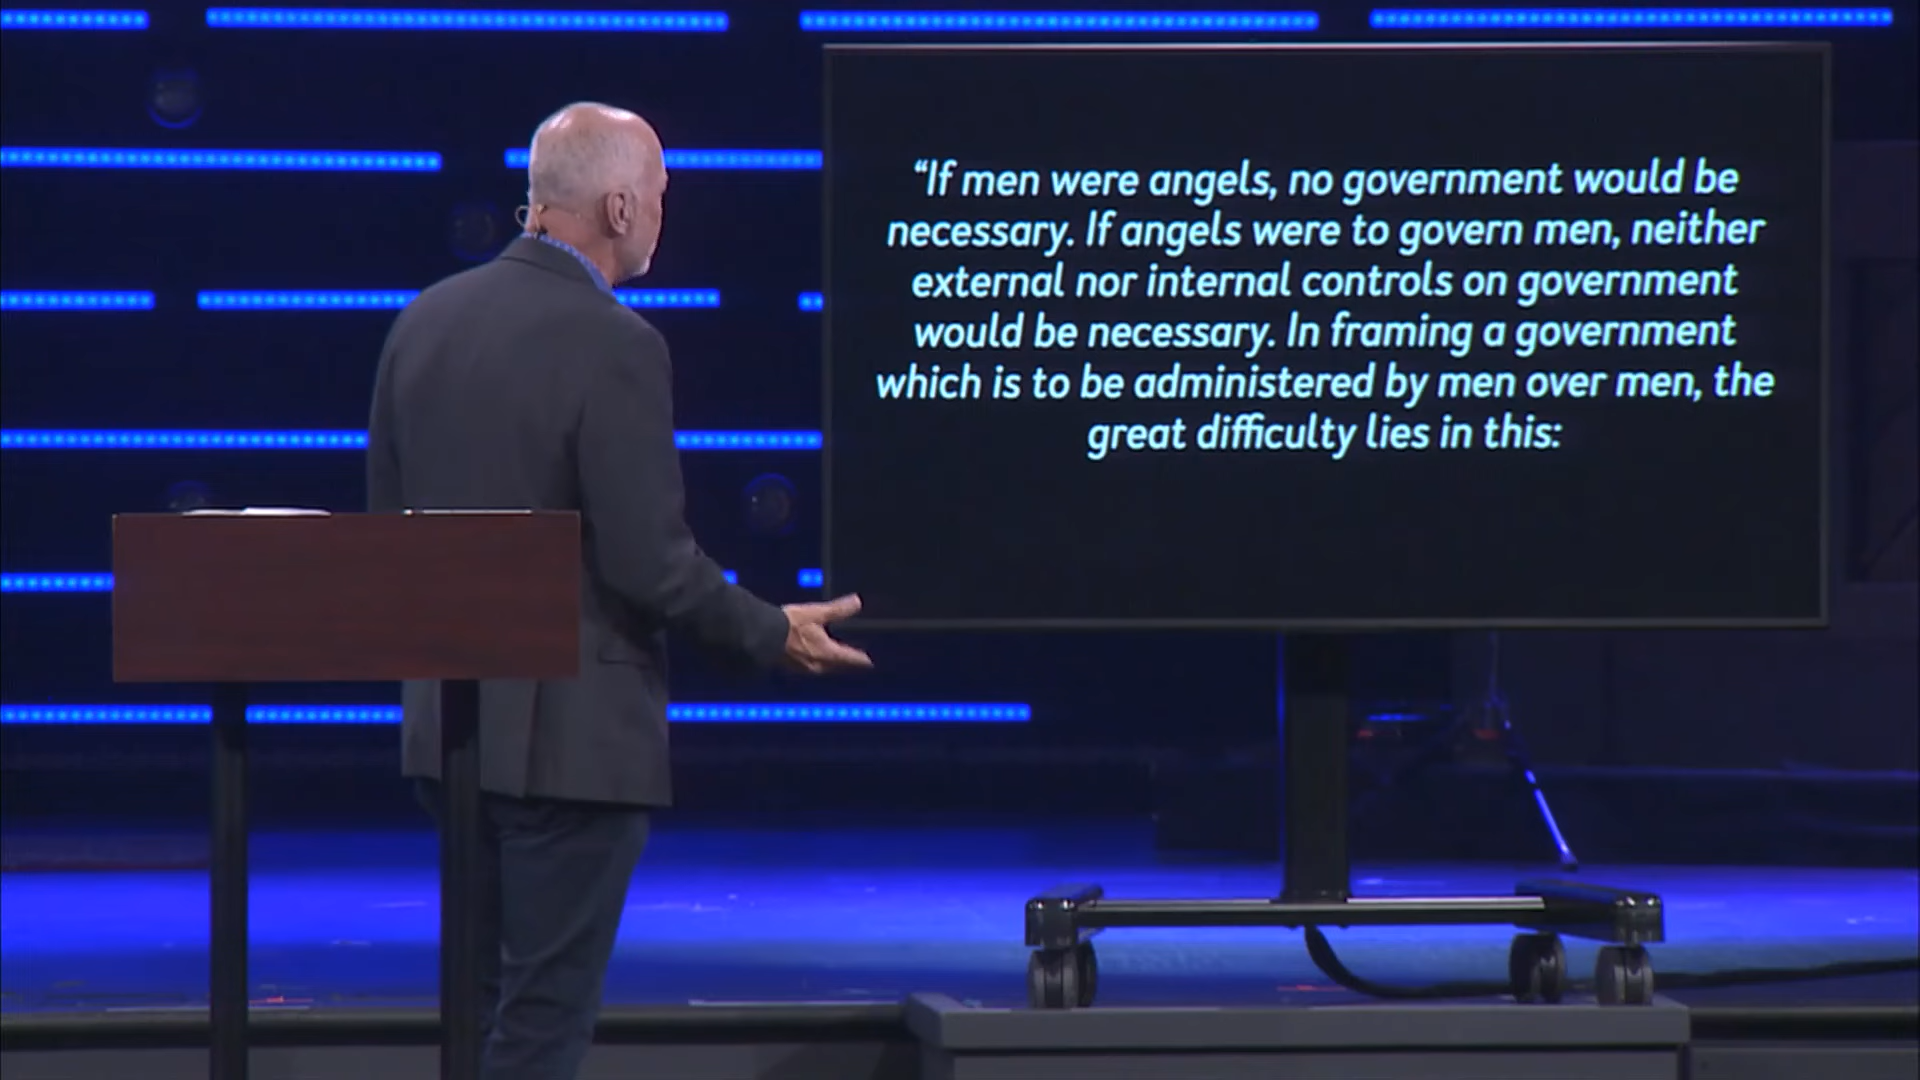 “If men were angels, no government would be
necessary. If angels were to govern men, neither
external nor internal controls on government
would be necessary. In framing a government
which is to be administered by men over men, the
great difficulty lies in this: